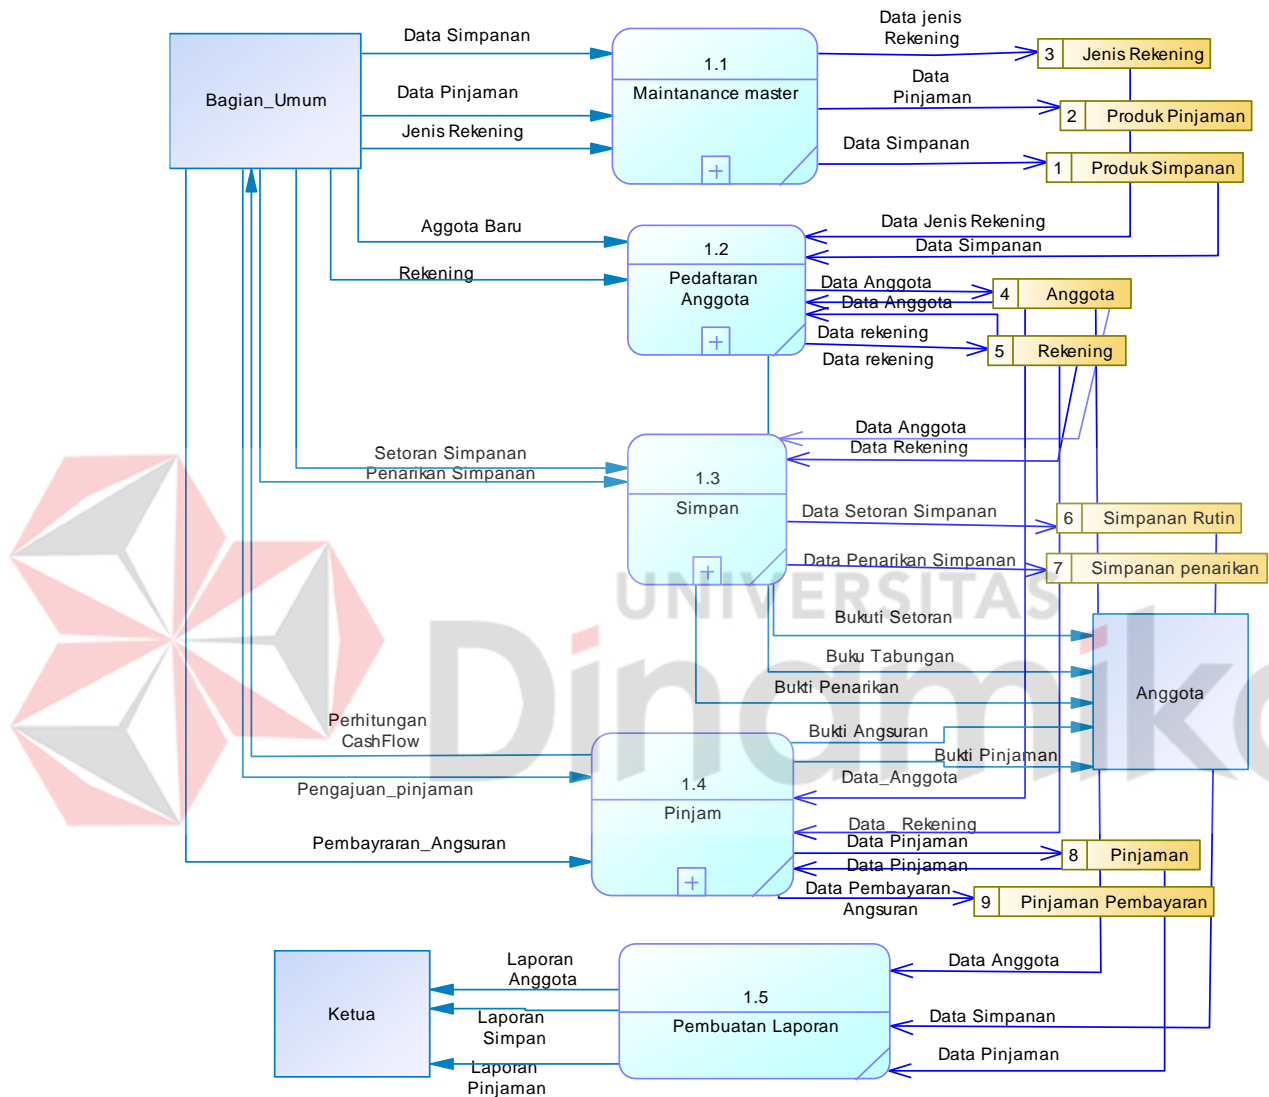 Bagian_Umum
Data Simpanan
Data Pinjaman
Jenis Rekening
1.1
Maintanance master
Data jenis
Rekening
Data
Pinjaman
Data Simpanan
3 Jenis Rekening
2 Produk Pinjaman
1 Produk Simpanan
Aggota Baru
Rekening
1.2
Pedaftaran
Anggota
Data Jenis Rekening
Data Simpanan
Data Anggota
Data Anggota
Data rekening
Data rekening
4 Anggota
5 Rekening
Setoran Simpanan
Penarikan Simpanan
1.3
Simpan
Data Anggota
Data Rekening
Data Setoran Simpanan
Data Penarikan Simpanan
6 Simpanan Rutin
7 Simpanan penarikan
UNIVERSITAS
Dinamika
Bukuti Setoran
Buku Tabungan
Bukti Penarikan
Bukti Angsuran
Bukti Pinjaman
Anggota
Perhitungan
CashFlow
Pengajuan_pinjaman
Pembayraran_Angsuran
1.4
Pinjam
Data_Anggota
Data_ Rekening
Data Pinjaman
Data Pinjaman
Data Pembayaran
Angsuran
8 Pinjaman
9 Pinjaman Pembayaran
Ketua
Laporan
Anggota
Laporan
Simpan
Laporan
Pinjaman
1.5
Pembuatan Laporan
Data Anggota
Data Simpanan
Data Pinjaman